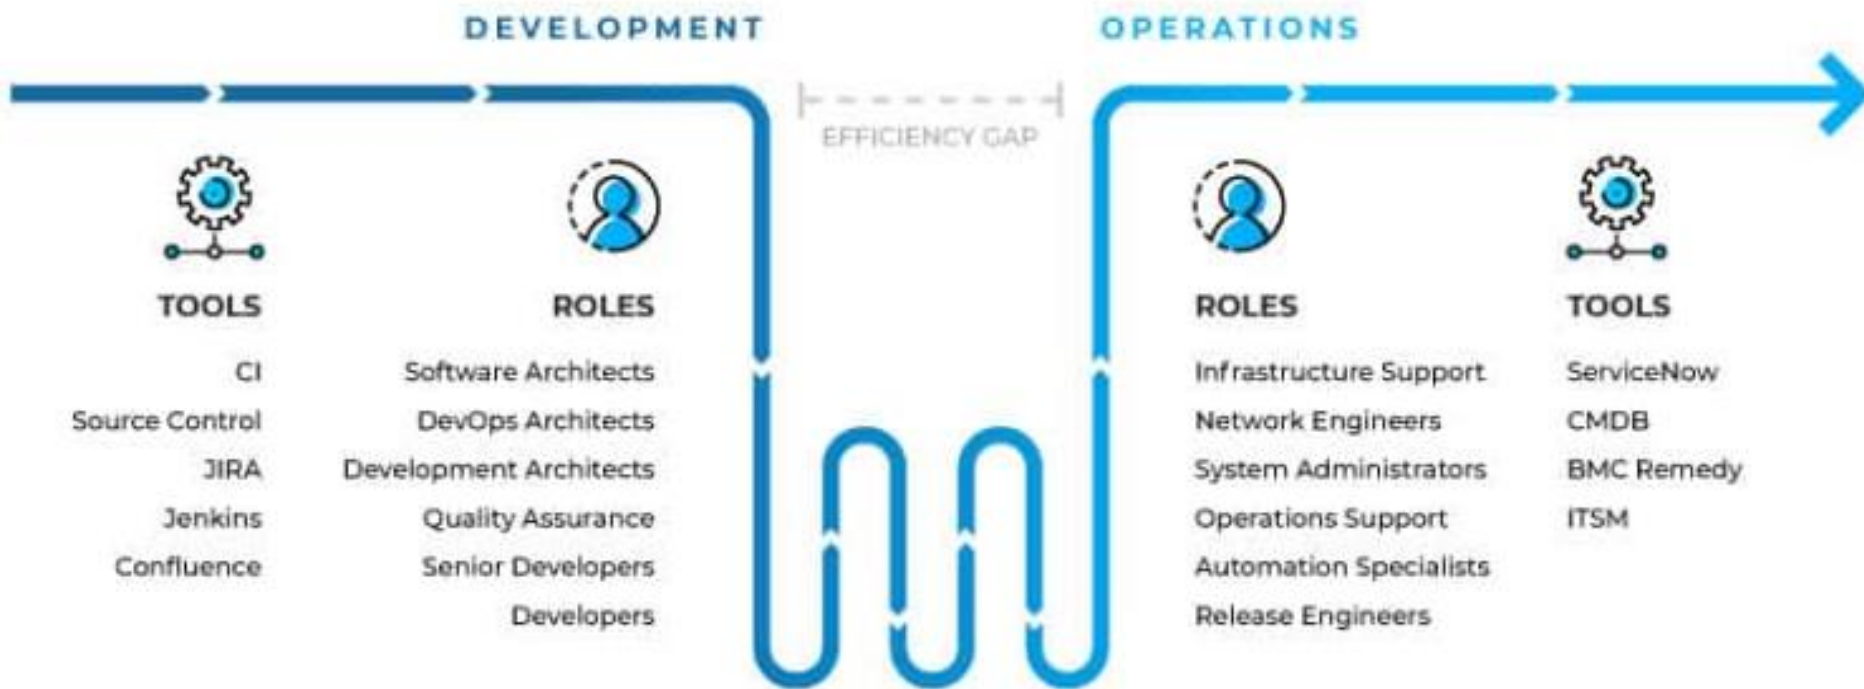 DEVELOPMENT
OPERATIONS
EFFICIENCY GAP
TOOLS
CI
Source Control
JIRA
Jenkins
Confluence
ROLES
Software Architects
DevOps Architects
Development Architects
Quality Assurance
Senior Developers
Developers
ROLES
Infrastructure Support
Network Engineers
System Administrators
Operations Support
Automation Specialists
Release Engineers
TOOLS
ServiceNow
CMDB
BMC Remedy
ITSM